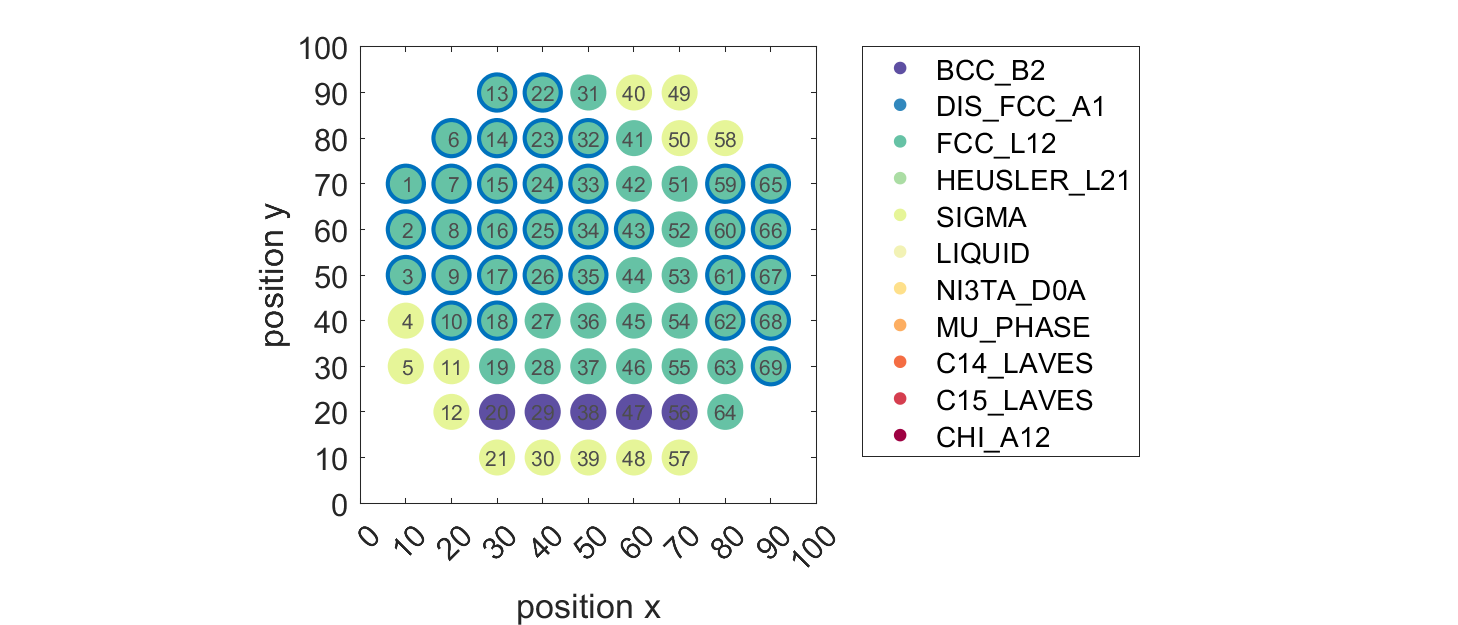 100
90
80
70
60
50
40
30
20
10
0
position y
13 22 31 40 49
6 14 23 32 41 50 58
1 7 15 24 33 42 51 59 65
2 8 16 25 34 43 52 60 66
3 9 17 26 35 44 53 61 67
4 10 18 27 36 45 54 62 68
5 11 19 28 37 46 55 63 69
12 20 29 38 47 56 64
21 30 39 48 57
0 10 20 30 40 50 60 70 80 90 100
position x
BCC_B2
DIS_FCC_A1
FCC_L12
HEUSLER_L21
SIGMA
LIQUID
NI3TA_D0A
MU_PHASE
C14_LAVES
C15_LAVES
CHI_A12